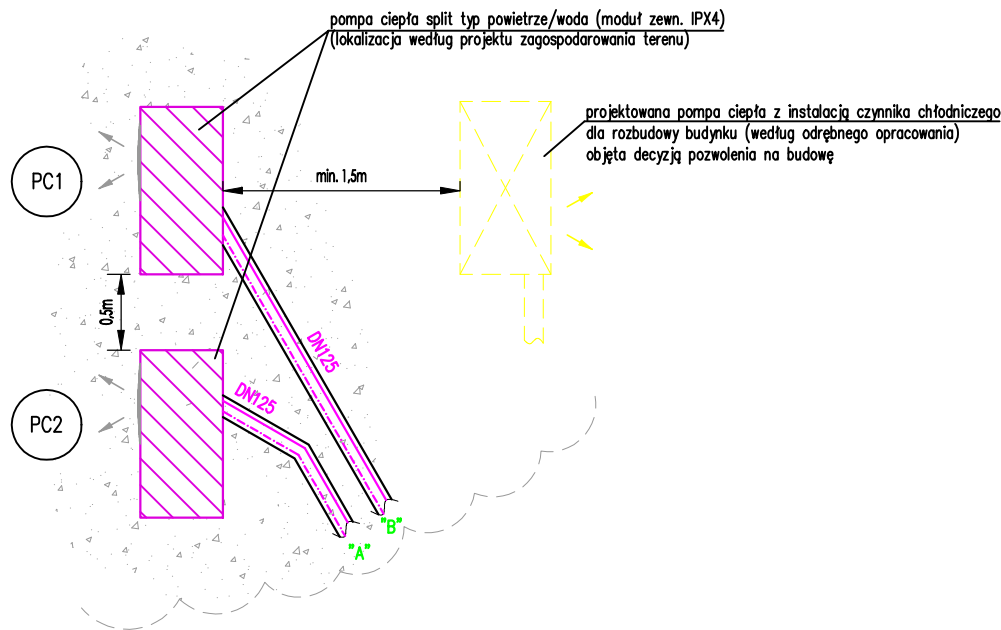 pompa ciepła split typ powietrze/woda (moduł zewn. IPX4)
(lokalizacja według projektu zagospodarowania terenu)
projektowana pompa ciepła z instalacją czynnika chłodniczego
dla rozbudowy budynku (według odrębnego opracowania)
objęta decyzją pozwolenia na budowę
PC1
min. 1,5m
0,5m
DN125
DN125
PC2
"B"
"A"